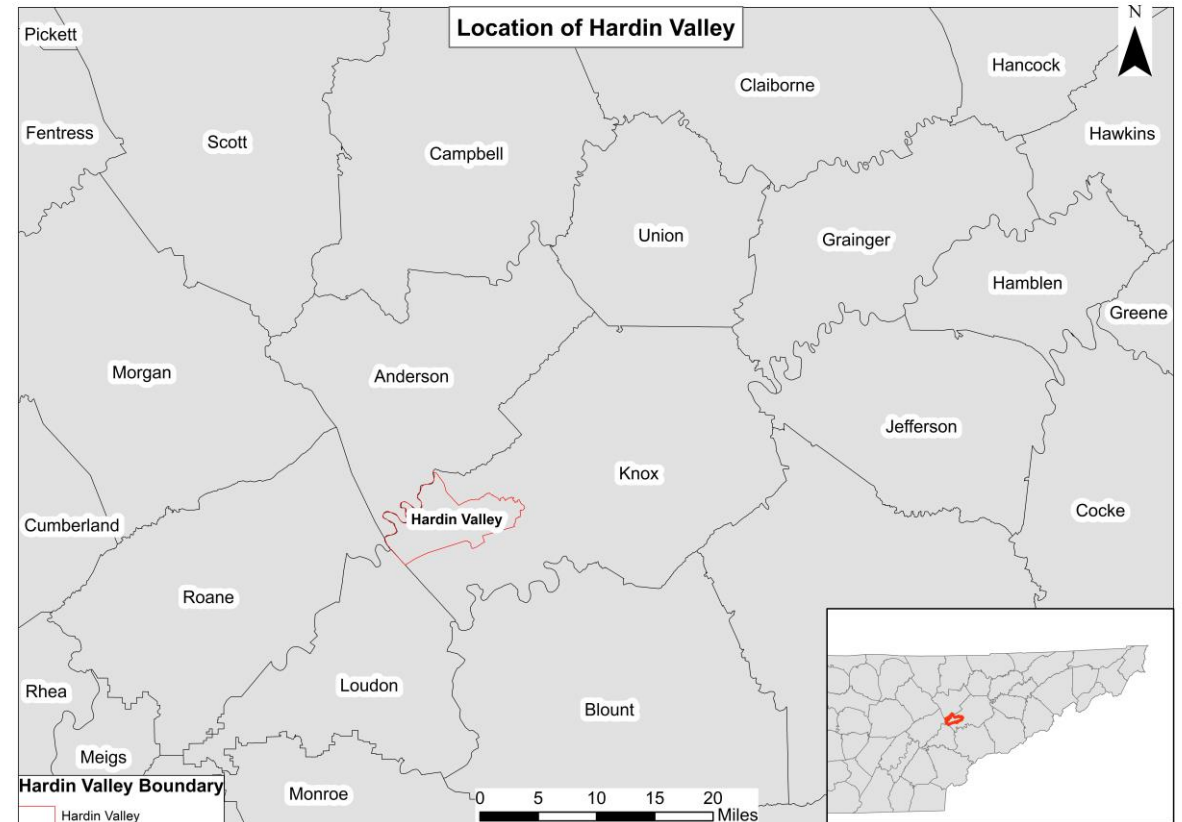 Location of Hardin Valley
N
Pickett
Hancock
Claiborne
Fentress
Hawkins
Scott
Campbell
Union
Grainger
Hamblen
Greene
Morgan
Anderson
Jefferson
Knox
Cocke
Hardin Valley
Cumberland
Roane
Loudon
Rhea
Blount
Meigs
Monroe
Hardin Valley Boundary
Hardin Valley
0 5 10 15 20
Miles